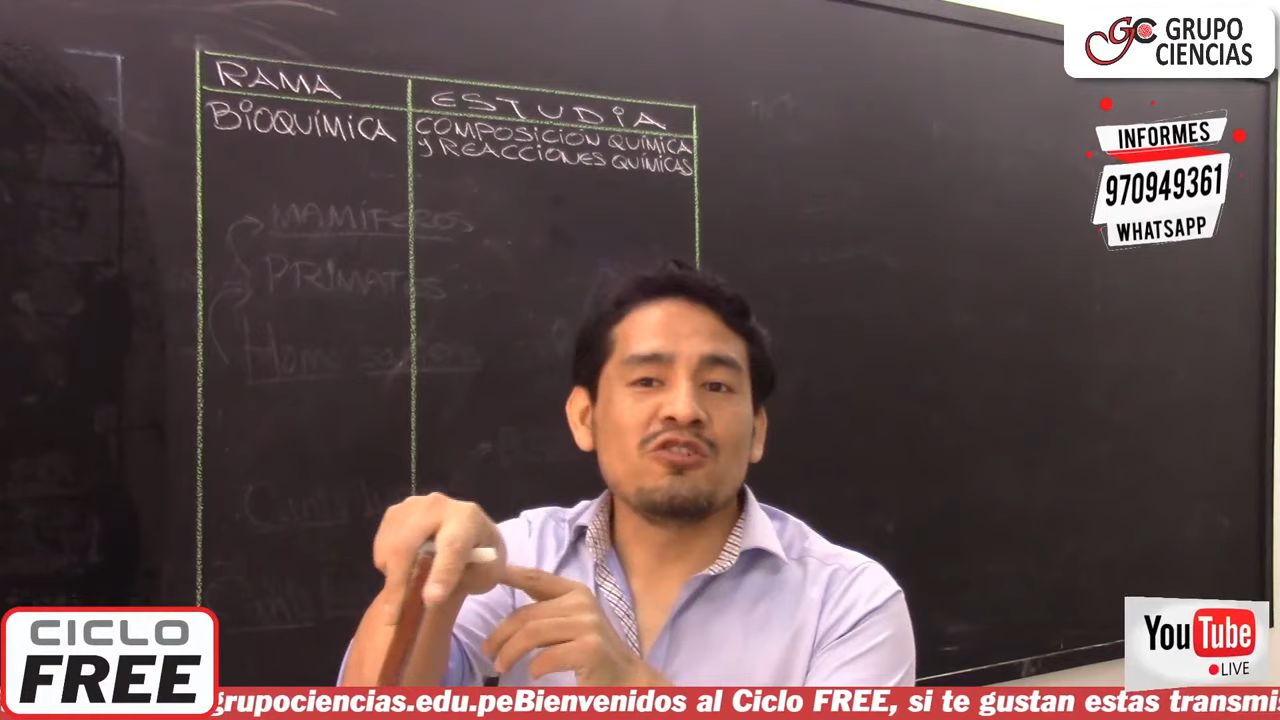 GRUPO
CIENCIAS
RAMA
ESTUDIA
BIOQUÍMICA
COMPOSICIÓN QUÍMICA
y REACCIONES QUÍMICAS
MAMÍFEROS
PRIMATES
INFORMES
970949361
WHATSAPP
CICLO
FREE
YouTube
LIVE
grupociencias.edu.peBienvenidos al Ciclo FREE, si te gustan estas